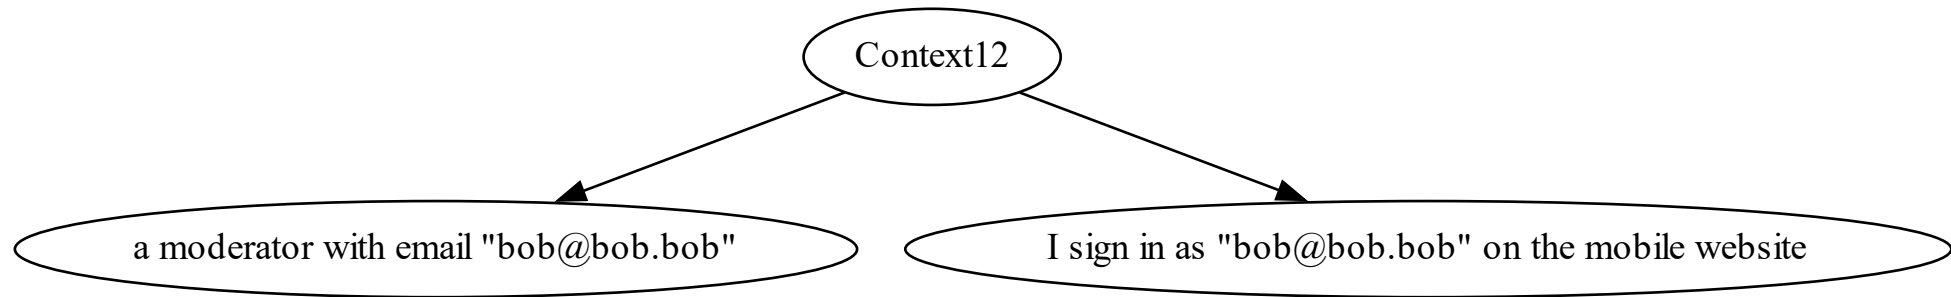 Context12
a moderator with email "bob@bob.bob"
I sign in as "bob@bob.bob" on the mobile website